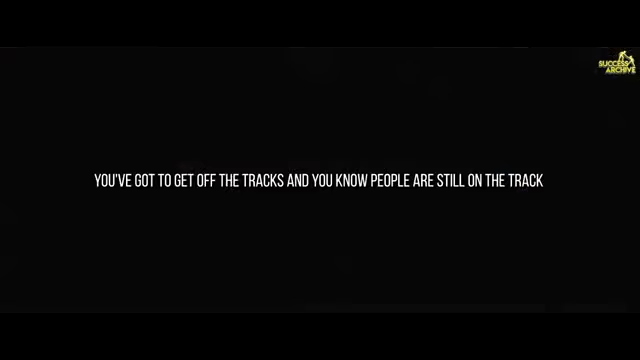 SUCCESS
ARCHIVE
YOU'VE GOT TO GET OFF THE TRACKS AND YOU KNOW PEOPLE ARE STILL ON THE TRACK